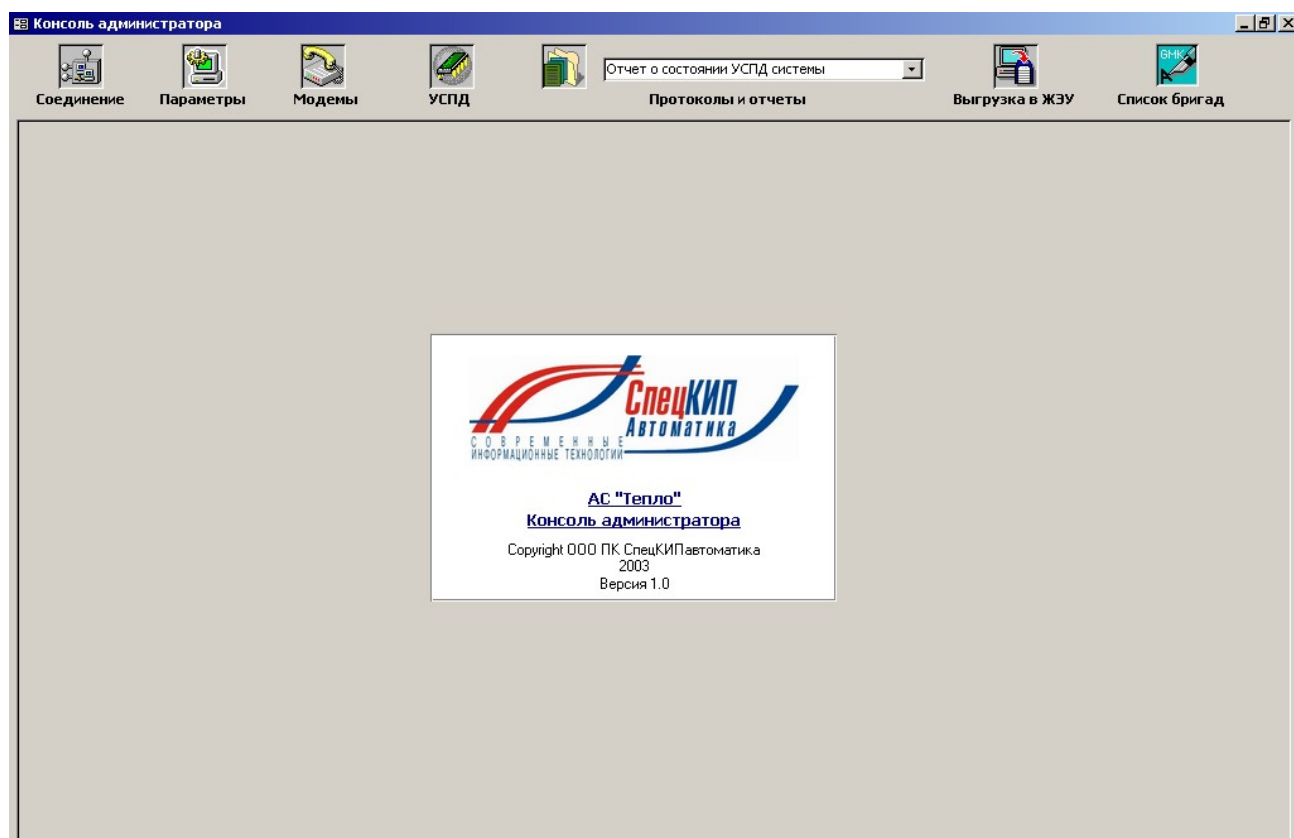 Консоль администратора
Соединение
Параметры
Модемы
УСПД
Отчет о состоянии УСПД системы
Протоколы и отчеты
Выгрузка в ЖЭУ
GMK
Список бригад
СпецКИП
Автоматика
СОВРЕМЕННЫЕ
ИНФОРМАЦИОННЫЕ ТЕХНОЛОГИИ
АС "Тепло"
Консоль администратора
Copyright ООО ПК СпецКИПавтоматика
2003
Версия 1.0